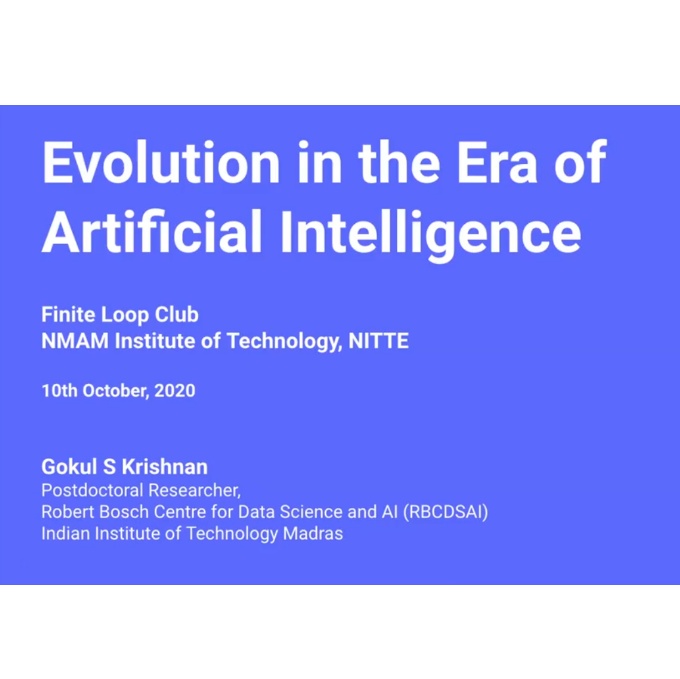 Evolution in the Era of
Artificial Intelligence
Finite Loop Club
NMAM Institute of Technology, NITTE
10th October, 2020
Gokul S Krishnan
Postdoctoral Researcher,
Robert Bosch Centre for Data Science and AI (RBCDSAI)
Indian Institute of Technology Madras